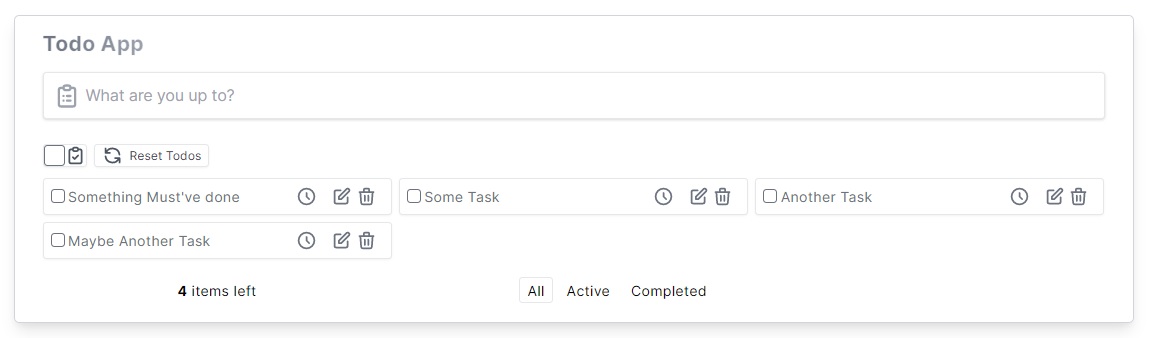 Todo App
What are you up to?
Reset Todos
Something Must've done Some Task Another Task
Maybe Another Task
4 items left All Active Completed